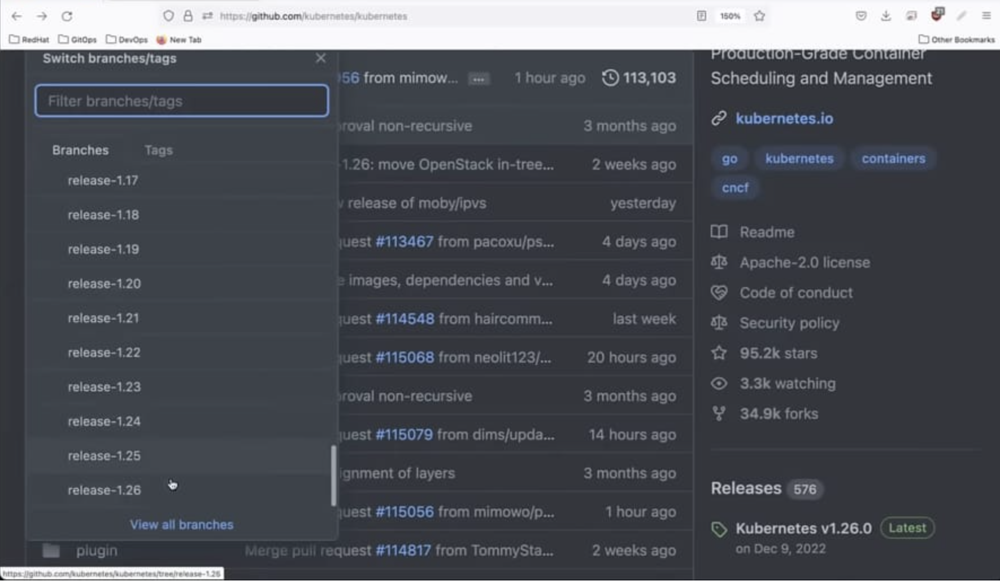 https://github.com/kubernetes/kubernetes
150%
RedHat
GitOps
DevOps
New Tab
Other Bookmarks
Switch branches/tags
Filter branches/tags
Branches
Tags
release-1.17
release-1.18
release-1.19
release-1.20
release-1.21
release-1.22
release-1.23
release-1.24
release-1.25
release-1.26
View all branches
56 from mimow... ... 1 hour ago 113,103
roval non-recursive 3 months ago
-1.26: move OpenStack in-tree... 2 weeks ago
release of moby/ipvs yesterday
quest #113467 from pacoxu/ps... 4 days ago
e images, dependencies and v... 4 days ago
quest #114548 from haircomm... last week
quest #115068 from neolit123/... 20 hours ago
roval non-recursive 3 months ago
quest #115079 from dims/upda... 14 hours ago
ignment of layers 3 months ago
quest #115056 from mimowo/p... 1 hour ago
plugin Merge pull request #114817 from TommySta... 2 weeks ago
Production-Grade Container
Scheduling and Management
kubernetes.io
go kubernetes containers
cncf
Readme
Apache-2.0 license
Code of conduct
Security policy
95.2k stars
3.3k watching
34.9k forks
Releases 576
Kubernetes v1.26.0 Latest
on Dec 9, 2022
https://github.com/kubernetes/kubernetes/tree/release-1.26